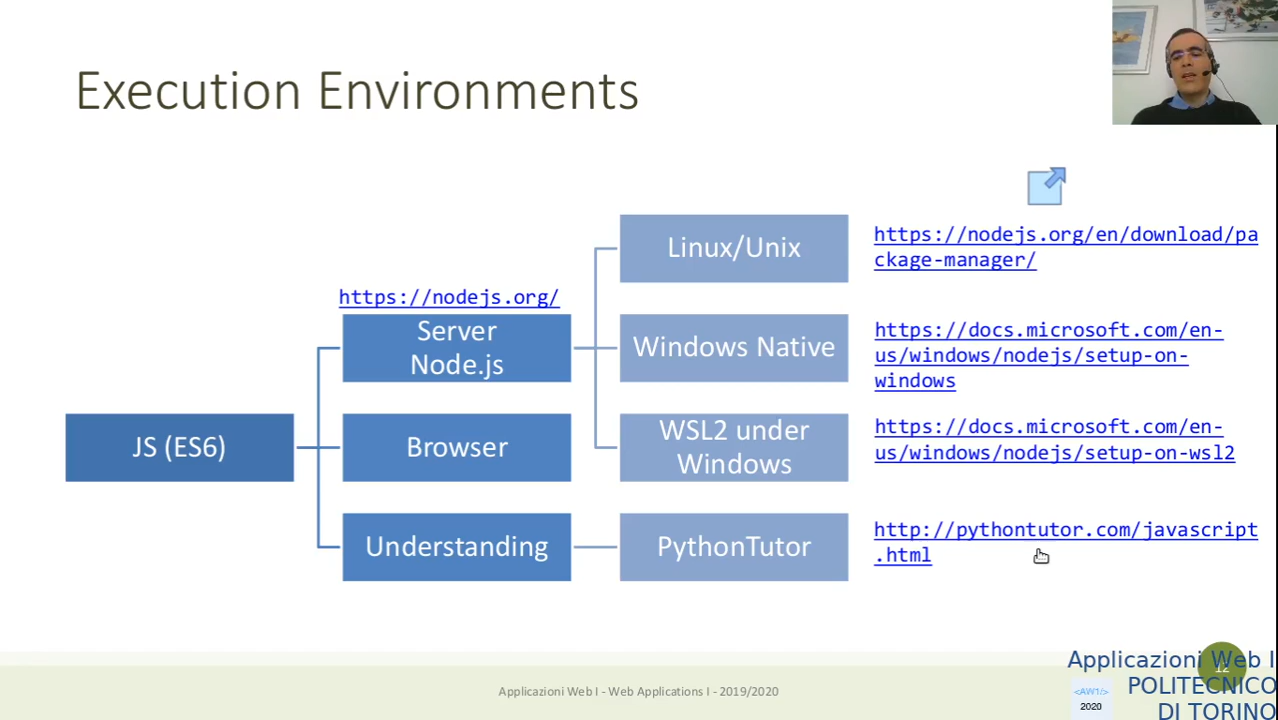 Execution Environments
Linux/Unix
https://nodejs.org/en/download/pa
ckage-manager/
https://nodejs.org/
Server
Node.js
Windows Native
https://docs.microsoft.com/en-
us/windows/nodejs/setup-on-
windows
JS (ES6)
Browser
WSL2 under
Windows
https://docs.microsoft.com/en-
us/windows/nodejs/setup-on-wsl2
Understanding
PythonTutor
http://pythontutor.com/javascript
.html
Applicazioni Web I - Web Applications I - 2019/2020
12
Applicazioni Web I
POLITECNICO
DI TORINO
<AW1/>
2020